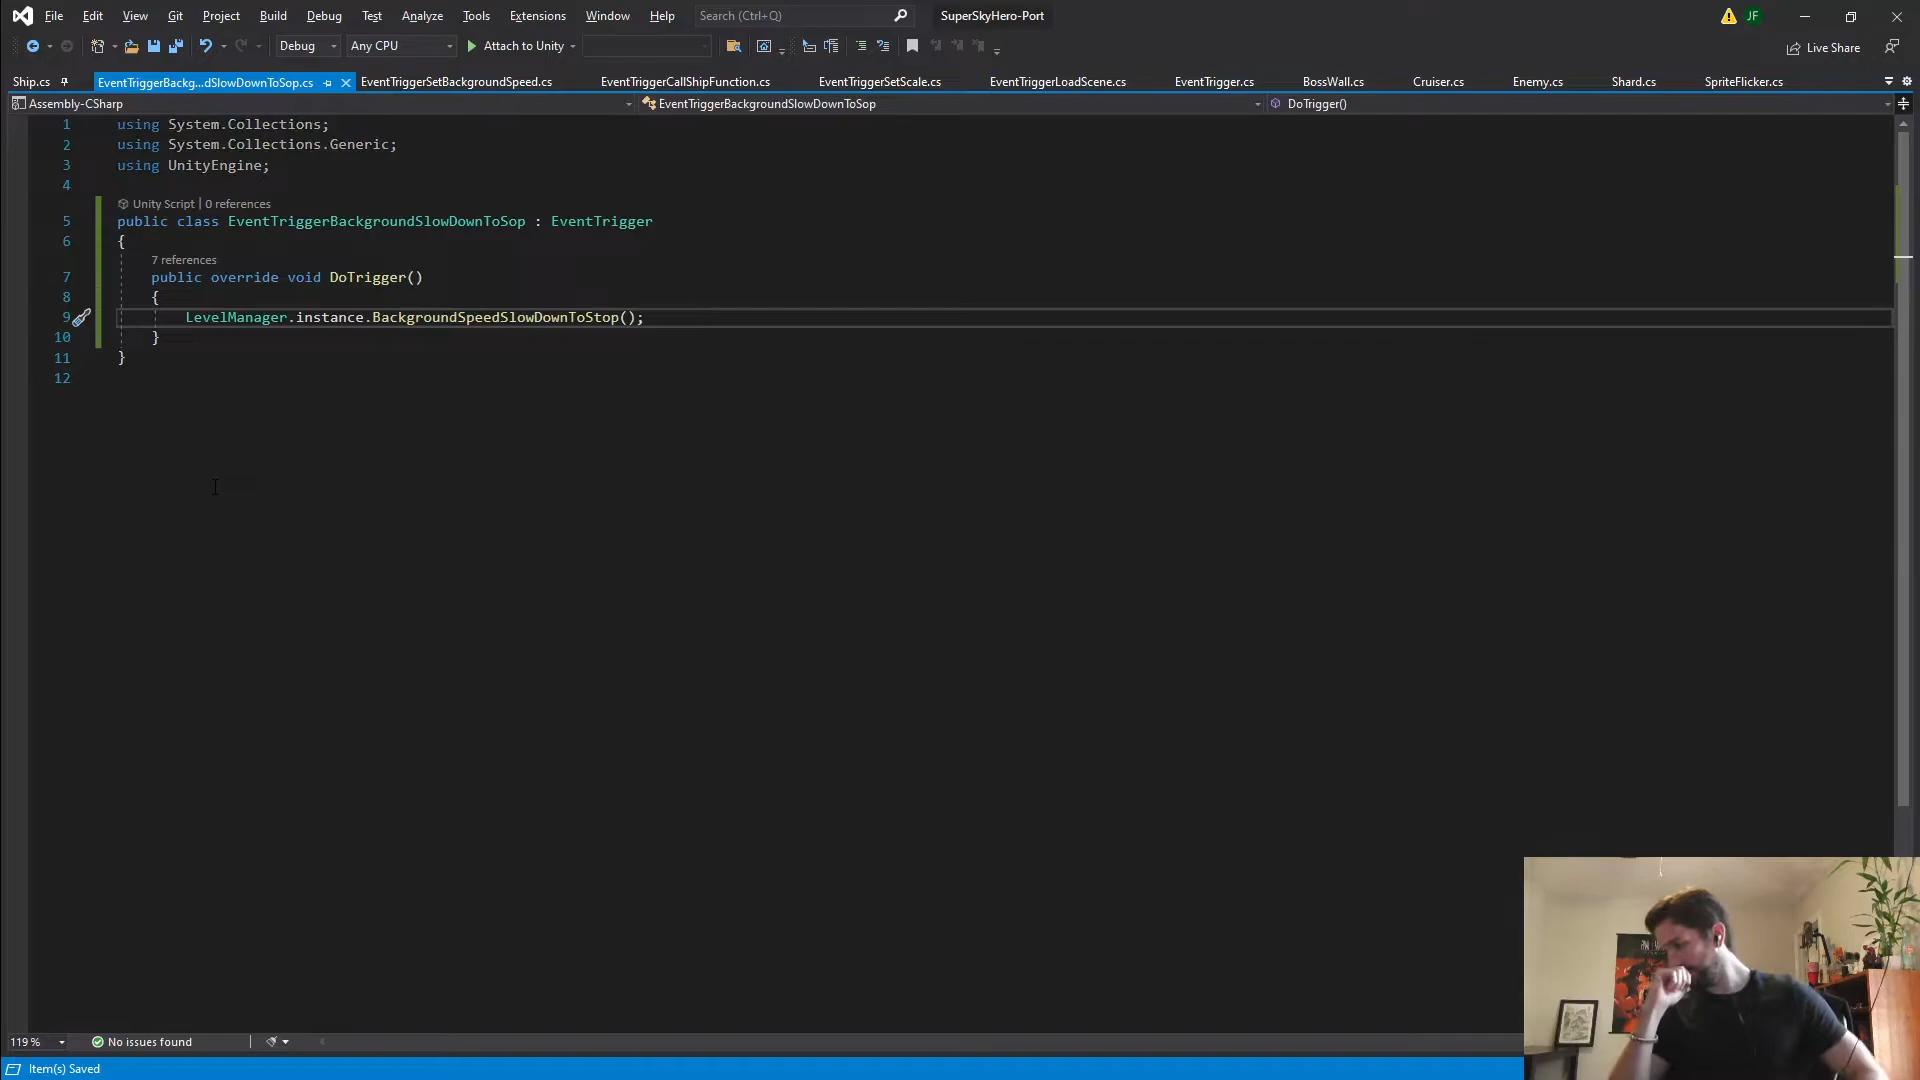 File Edit View Git Project Build Debug Test Analyze Tools Extensions Window Help Search (Ctrl+Q) SuperSkyHero-Port JF
Debug Any CPU Attach to Unity Live Share
Ship.cs EventTriggerBackg...dSlowDownToSop.cs EventTriggerSetBackgroundSpeed.cs EventTriggerCallShipFunction.cs EventTriggerSetScale.cs EventTriggerLoadScene.cs EventTrigger.cs BossWall.cs Cruiser.cs Enemy.cs Shard.cs SpriteFlicker.cs
Assembly-CSharp EventTriggerBackgroundSlowDownToSop DoTrigger()
1 using System.Collections;
2 using System.Collections.Generic;
3 using UnityEngine;
4
Unity Script | 0 references
5 public class EventTriggerBackgroundSlowDownToSop : EventTrigger
6 {
7 references
7 public override void DoTrigger()
8 {
9 LevelManager.instance.BackgroundSpeedSlowDownToStop();
10 }
11 }
12
119 % No issues found
Item(s) Saved